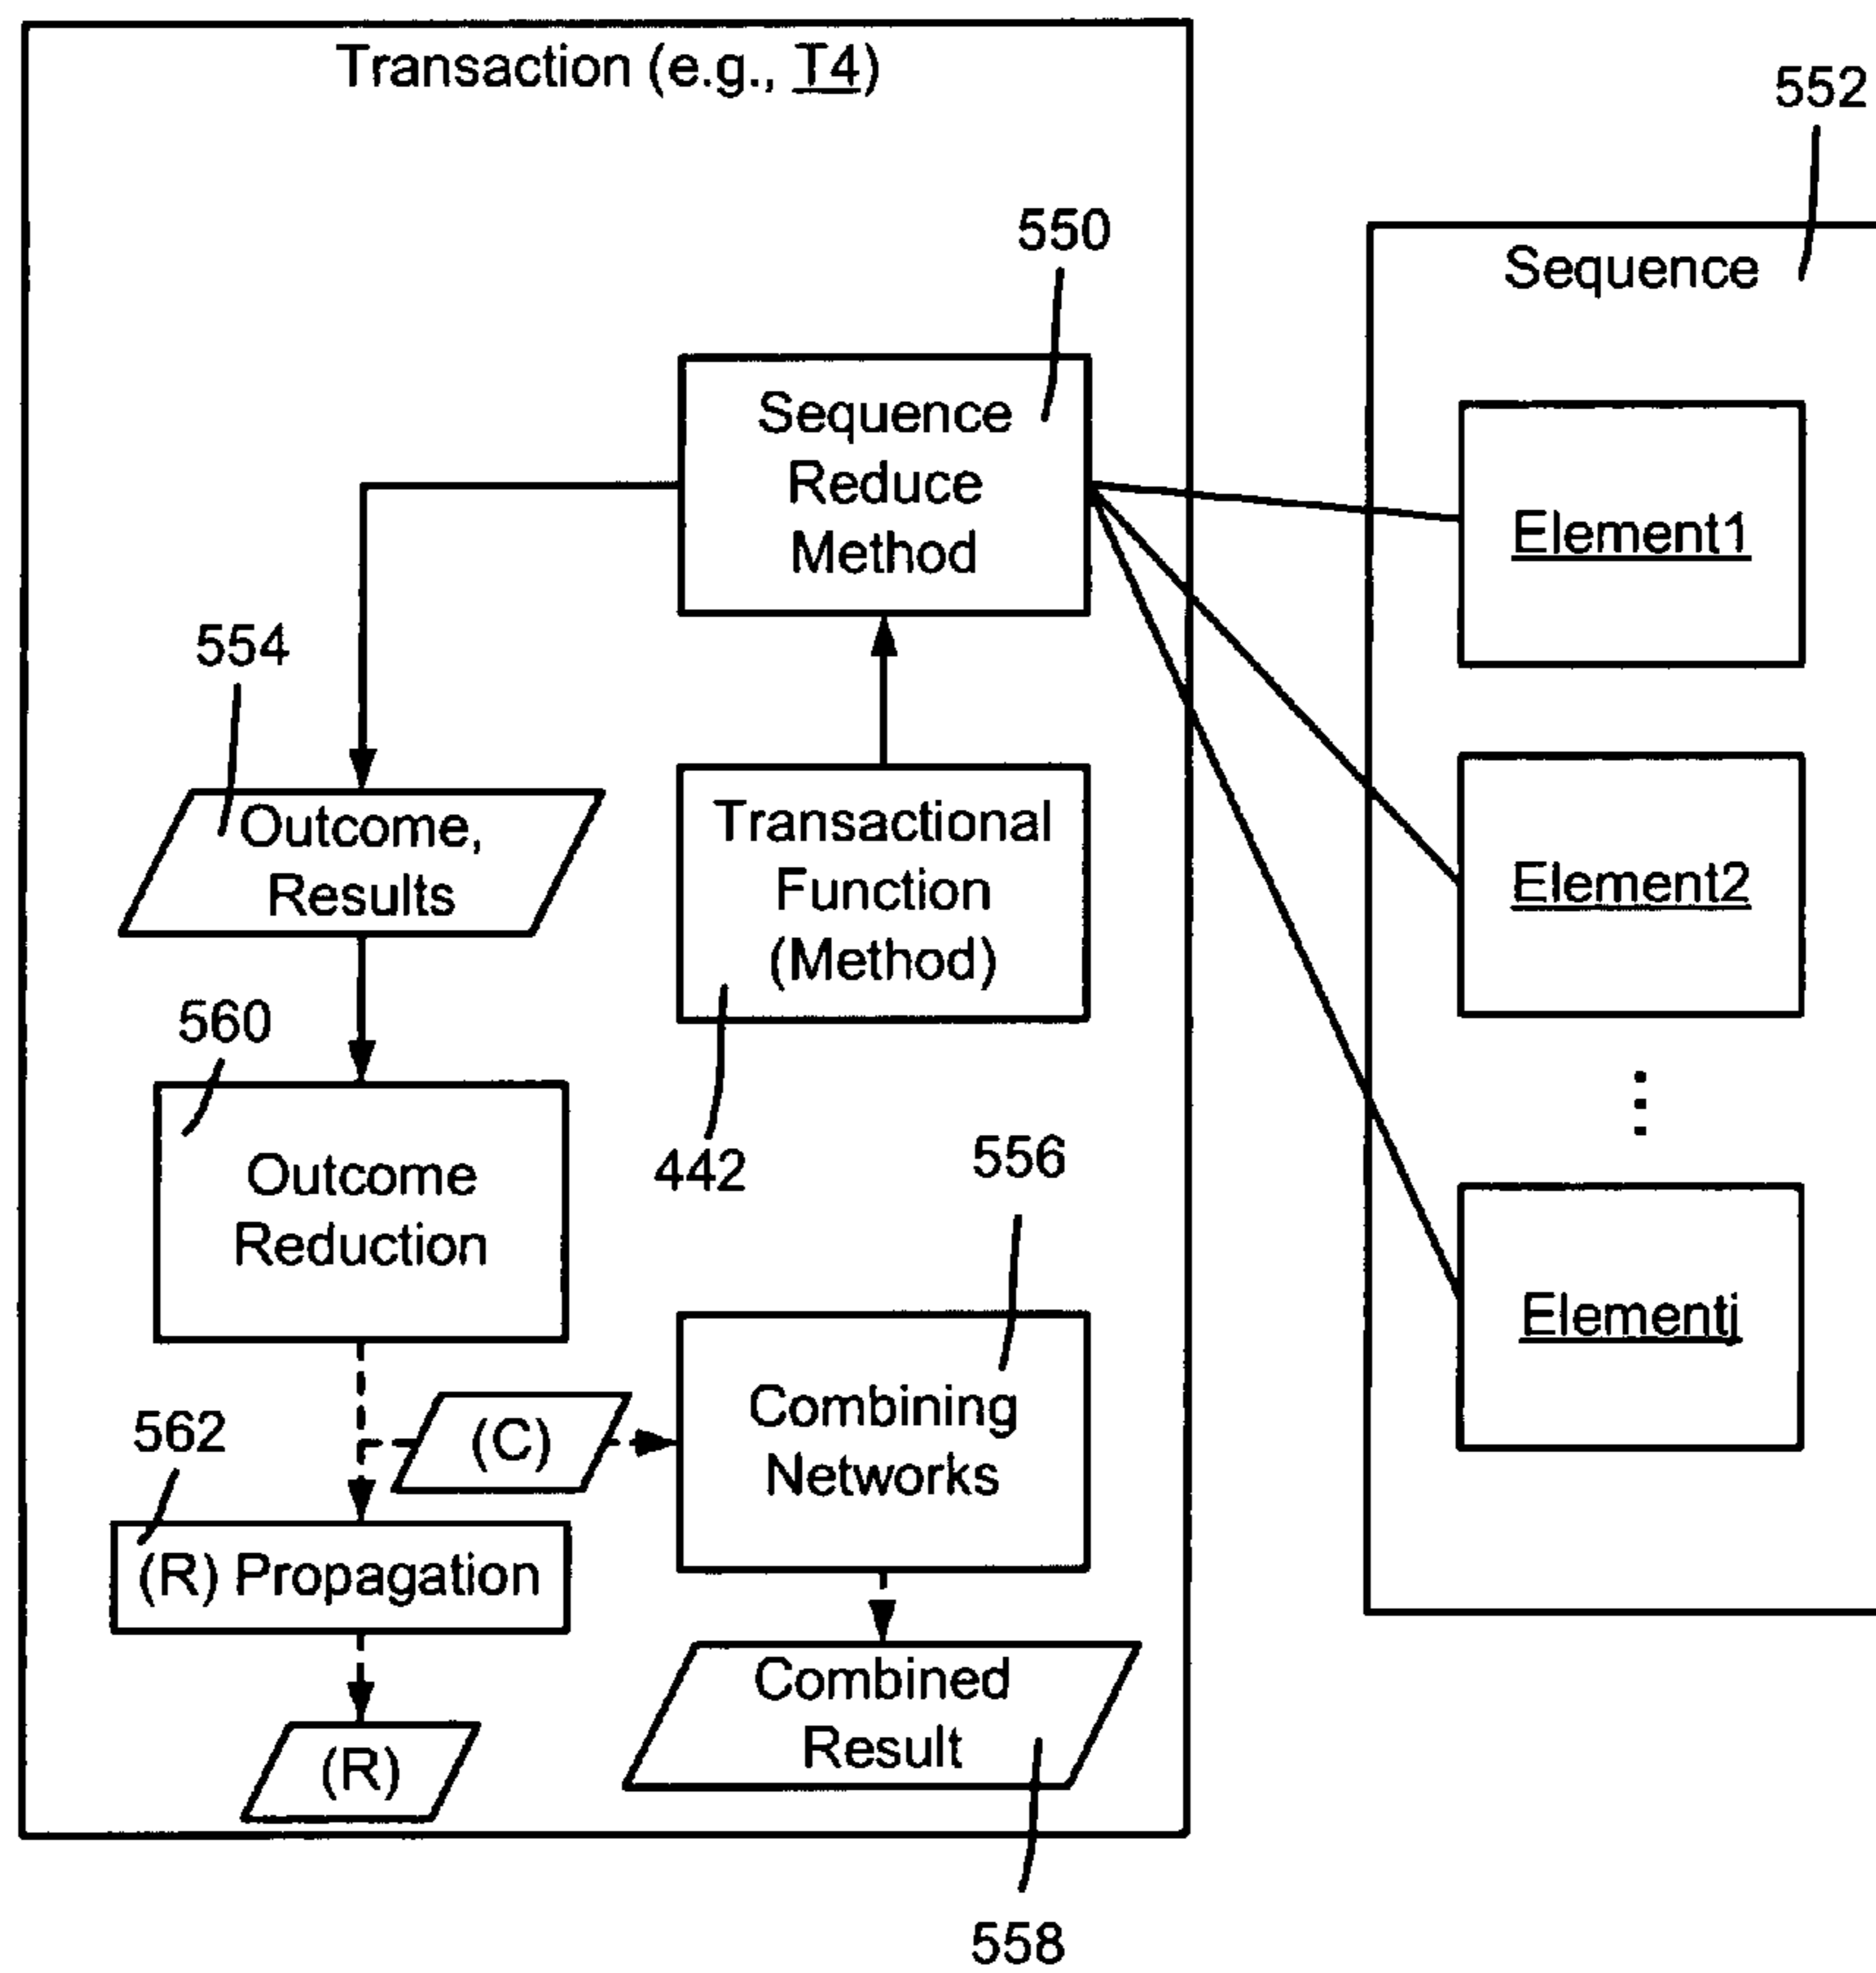 Transaction (e.g., T4)
552
550
Sequence
Sequence
Reduce
Method
Element1
554
Outcome,
Results
Transactional
Function
(Method)
Element2
560
442
556
Outcome
Reduction
Elementj
562
(C)
Combining
Networks
(R) Propagation
Combined
Result
(R)
558